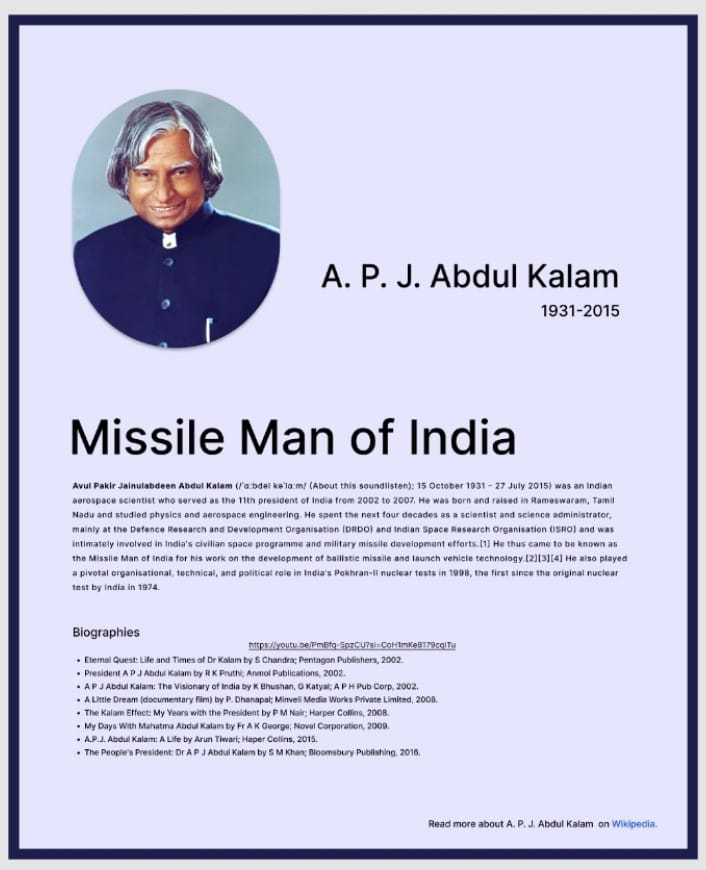 A. P. J. Abdul Kalam
1931-2015
Missile Man of India
Avul Pakir Jainulabdeen Abdul Kalam (/ˈɑːbdəl kəˈlɑːm/ (About this soundlisten); 15 October 1931 – 27 July 2015) was an Indian
aerospace scientist who served as the 11th president of India from 2002 to 2007. He was born and raised in Rameswaram, Tamil
Nadu and studied physics and aerospace engineering. He spent the next four decades as a scientist and science administrator,
mainly at the Defence Research and Development Organisation (DRDO) and Indian Space Research Organisation (ISRO) and was
intimately involved in India's civilian space programme and military missile development efforts.[1] He thus came to be known as
the Missile Man of India for his work on the development of ballistic missile and launch vehicle technology.[2][3][4] He also played
a pivotal organisational, technical, and political role in India's Pokhran-II nuclear tests in 1998, the first since the original nuclear
test by India in 1974.
Biographies
• Eternal Quest: Life and Times of Dr Kalam by S Chandra; Pentagon Publishers, 2002.
• President A P J Abdul Kalam by R K Pruthi; Anmol Publications, 2002.
• A P J Abdul Kalam: The Visionary of India by K Bhushan, G Katyal; A P H Pub Corp, 2002.
• A Little Dream (documentary film) by P. Dhanapal; Minveli Media Works Private Limited, 2008.
• The Kalam Effect: My Years with the President by P M Nair; Harper Collins, 2008.
• My Days With Mahatma Abdul Kalam by Fr A K George; Novel Corporation, 2009.
• A.P.J. Abdul Kalam: A Life by Arun Tiwari; Haper Collins, 2015.
• The People's President: Dr A P J Abdul Kalam by S M Khan; Bloomsbury Publishing, 2016.
Read more about A. P. J. Abdul Kalam on Wikipedia.